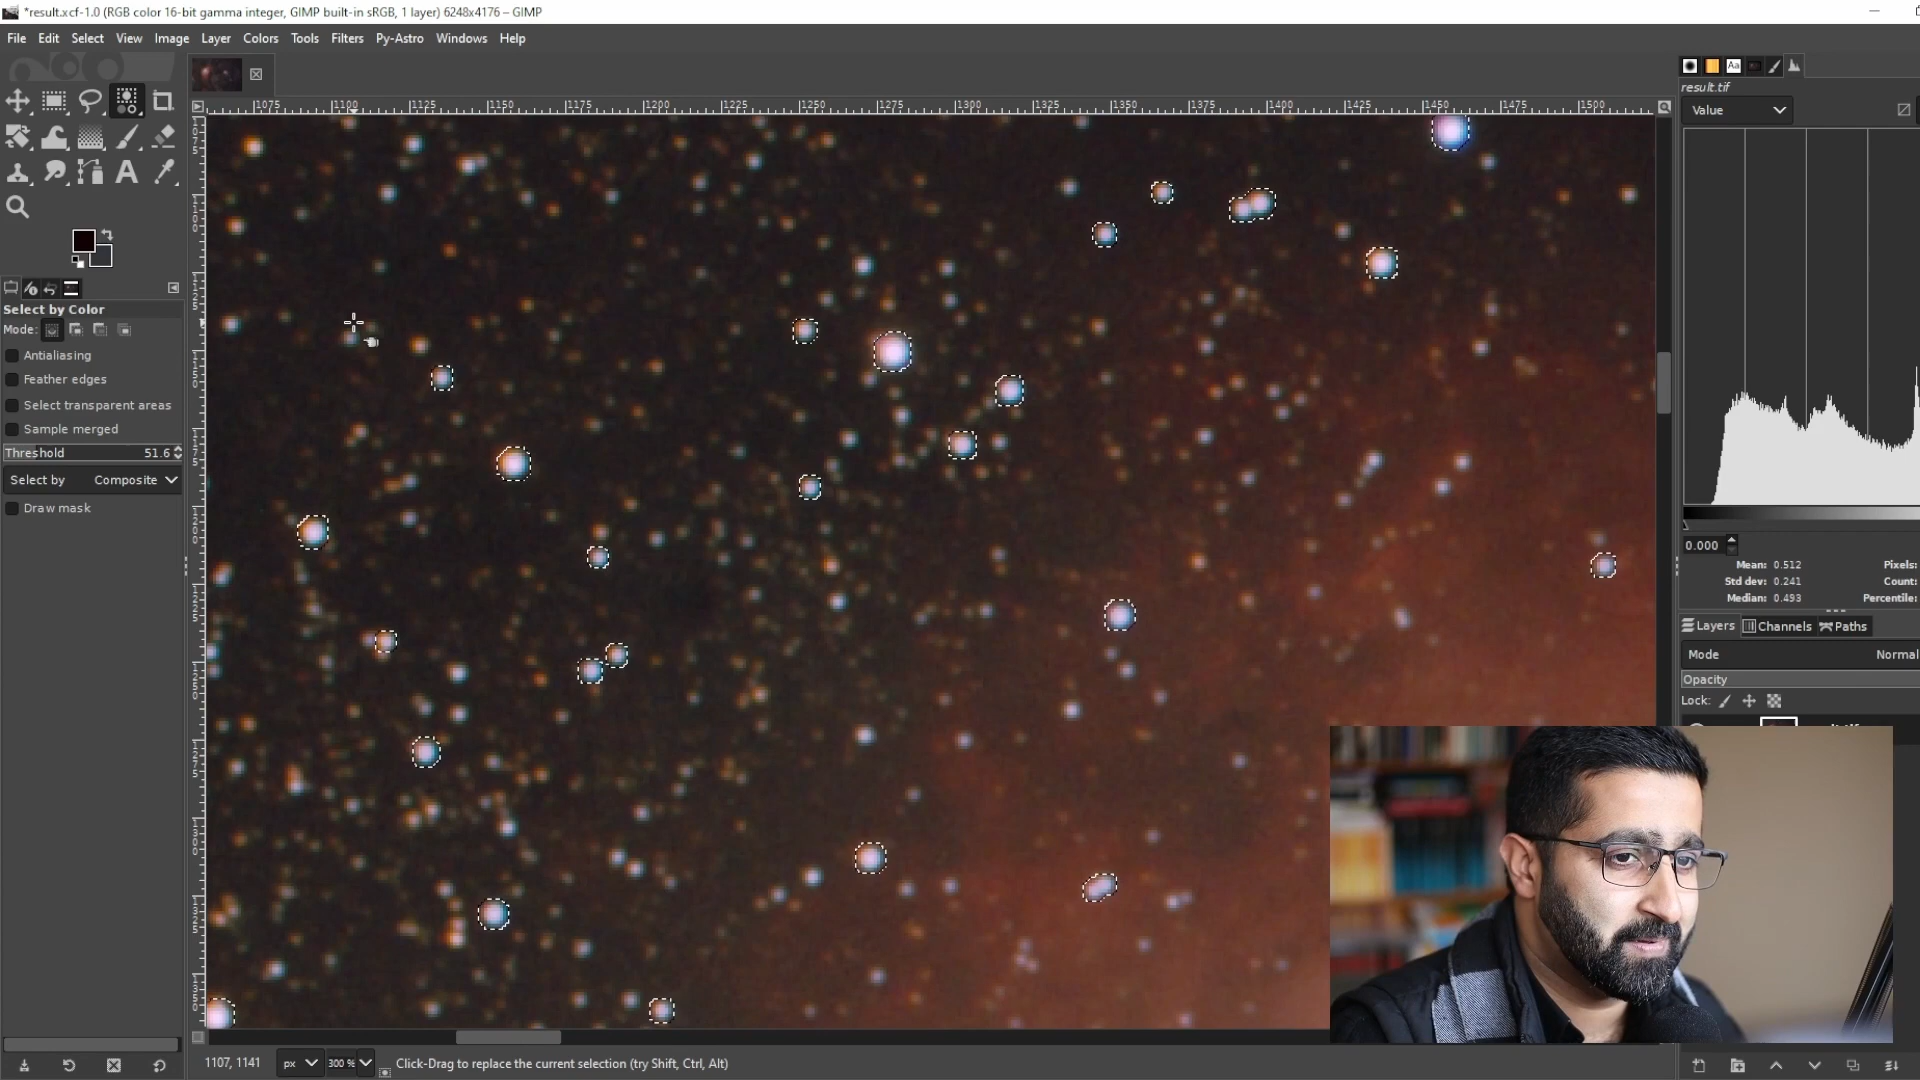 *result.xcf-1.0 (RGB color 16-bit gamma integer, GIMP built-in sRGB, 1 layer) 6248x4176 – GIMP
File Edit Select View Image Layer Colors Tools Filters Py-Astro Windows Help
1075 1100 1125 1150 1175 1200 1225 1250 1275 1300 1325 1350 1375 1400 1425 1450 1475 1500
Aa
result.tif
Value
Select by Color
Mode:
Antialiasing
Feather edges
Select transparent areas
Sample merged
Threshold 51.6
Select by Composite
Draw mask
0.000
Mean: 0.512 Pixels:
Std dev: 0.241 Count:
Median: 0.493 Percentile:
Layers Channels Paths
Mode Normal
Opacity
Lock:
1107, 1141 px 300 % Click-Drag to replace the current selection (try Shift, Ctrl, Alt)